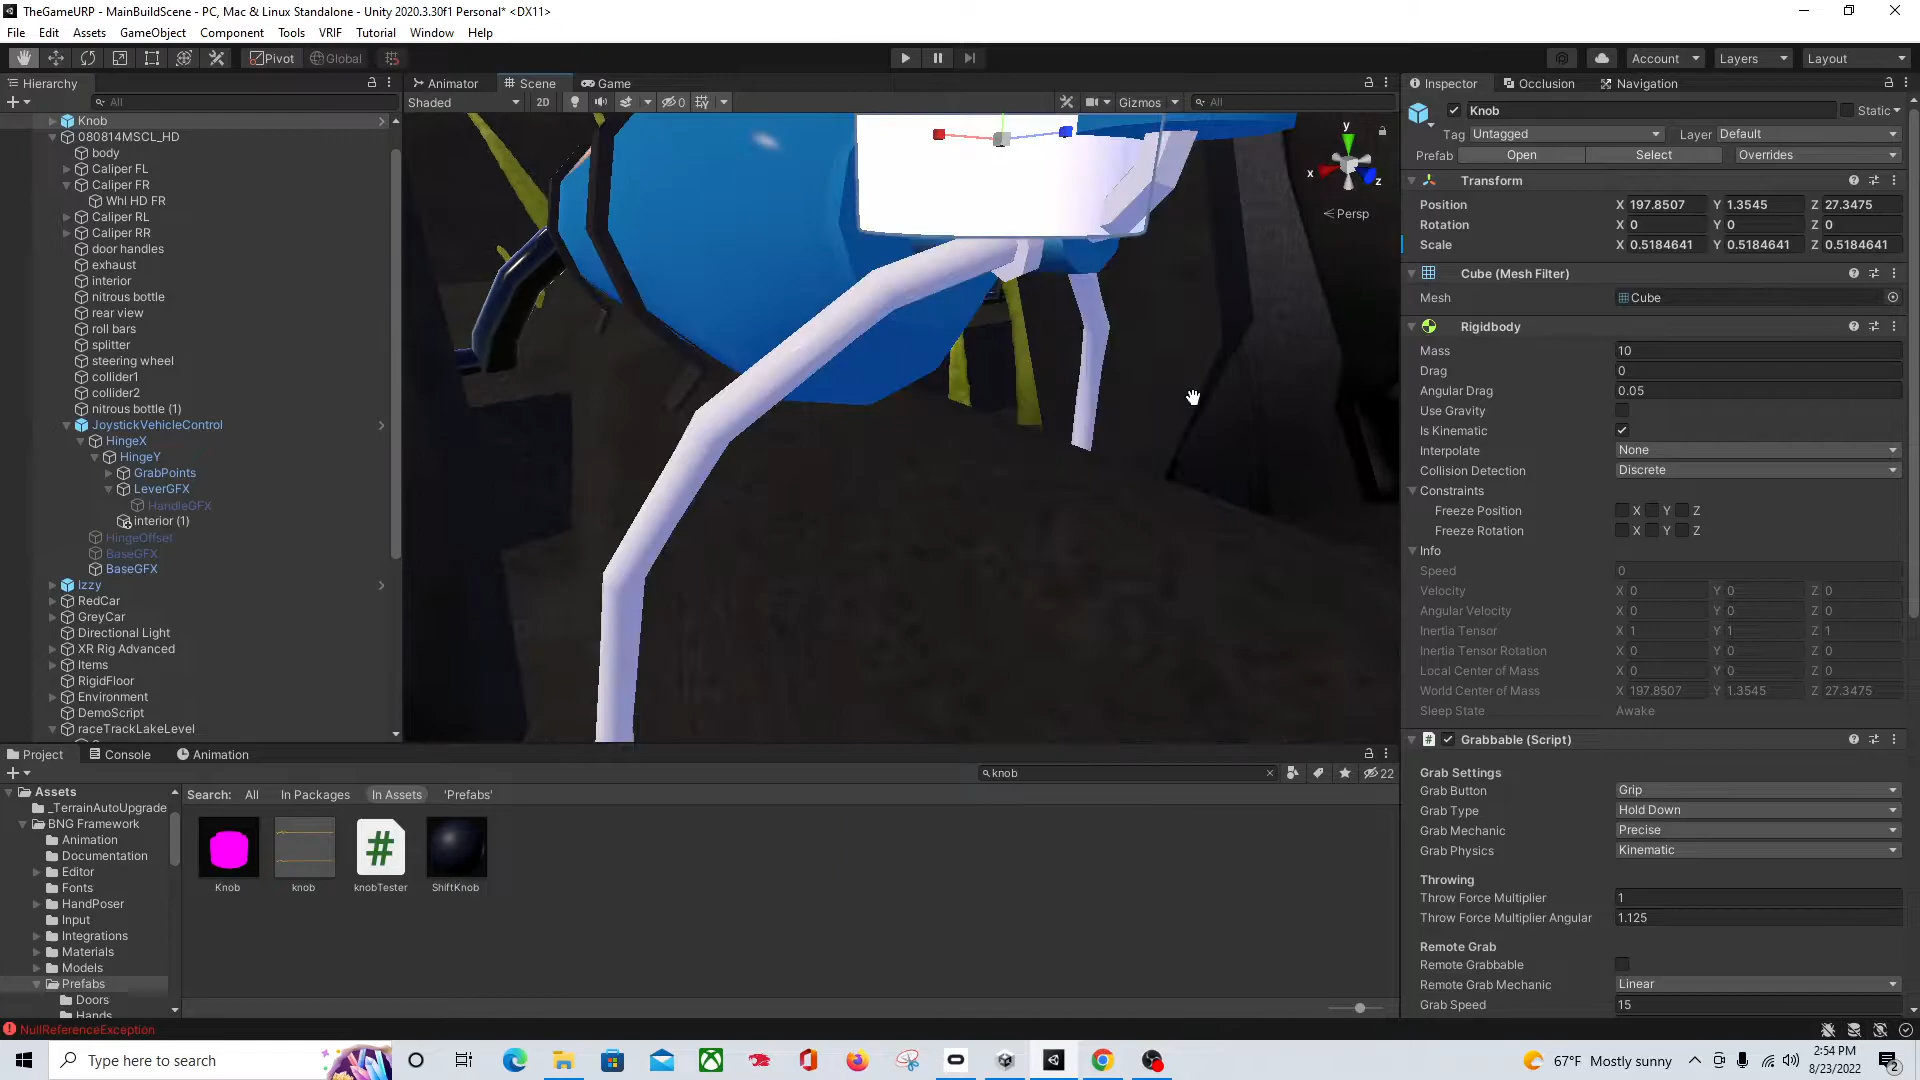 TheGameURP - MainBuildScene - PC, Mac & Linux Standalone - Unity 2020.3.30f1 Personal* <DX11>
File Edit Assets GameObject Component Tools VRIF Tutorial Window Help
Pivot Global Account Layers Layout
Hierarchy Animator Scene Game Inspector Occlusion Navigation
All Shaded 2D 0 Gizmos All Knob Static
Tag Untagged Layer Default
Prefab Open Select Overrides
Knob
080814MSCL_HD
body
Caliper FL
Caliper FR
Whl HD FR
Caliper RL
Caliper RR
door handles
exhaust
interior
nitrous bottle
rear view
roll bars
splitter
steering wheel
collider1
collider2
nitrous bottle (1)
JoystickVehicleControl
HingeX
HingeY
GrabPoints
LeverGFX
HandleGFX
interior (1)
HingeOffset
BaseGFX
BaseGFX
Izzy
RedCar
GreyCar
Directional Light
XR Rig Advanced
Items
RigidFloor
Environment
DemoScript
raceTrackLakeLevel
y
x
z
Persp
Transform
Position X 197.8507 Y 1.3545 Z 27.3475
Rotation X 0 Y 0 Z 0
Scale X 0.5184641 Y 0.5184641 Z 0.5184641
Cube (Mesh Filter)
Mesh Cube
Rigidbody
Mass 10
Drag 0
Angular Drag 0.05
Use Gravity
Is Kinematic
Interpolate None
Collision Detection Discrete
Constraints
Freeze Position X Y Z
Freeze Rotation X Y Z
Info
Speed 0
Velocity X 0 Y 0 Z 0
Angular Velocity X 0 Y 0 Z 0
Inertia Tensor X 1 Y 1 Z 1
Inertia Tensor Rotation X 0 Y 0 Z 0
Local Center of Mass X 0 Y 0 Z 0
World Center of Mass X 197.8507 Y 1.3545 Z 27.3475
Sleep State Awake
# Grabbable (Script)
Grab Settings
Grab Button Grip
Grab Type Hold Down
Grab Mechanic Precise
Grab Physics Kinematic
Throwing
Throw Force Multiplier 1
Throw Force Multiplier Angular 1.125
Remote Grab
Remote Grabbable
Remote Grab Mechanic Linear
Grab Speed 15
Project Console Animation
knob 22
Assets
_TerrainAutoUpgrade
BNG Framework
Animation
Documentation
Editor
Fonts
HandPoser
Input
Integrations
Materials
Models
Prefabs
Doors
Hands
Search: All In Packages In Assets 'Prefabs'
#
Knob knob knobTester ShiftKnob
NullReferenceException
Type here to search
67°F Mostly sunny
2:54 PM
8/23/2022
2